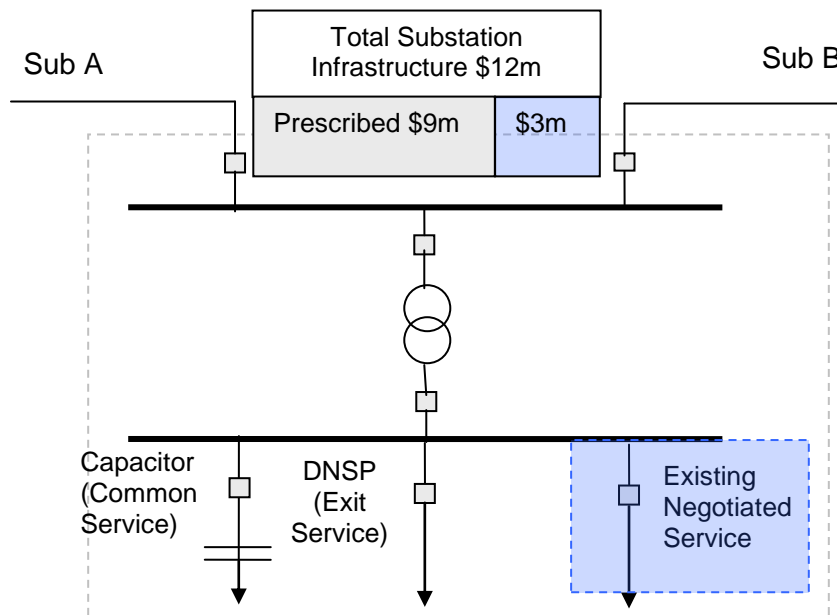 Total Substation
Infrastructure $12m
Sub A
Sub B
Prescribed $9m
$3m
Capacitor
(Common
Service)
DNSP
(Exit
Service)
Existing
Negotiated
Service